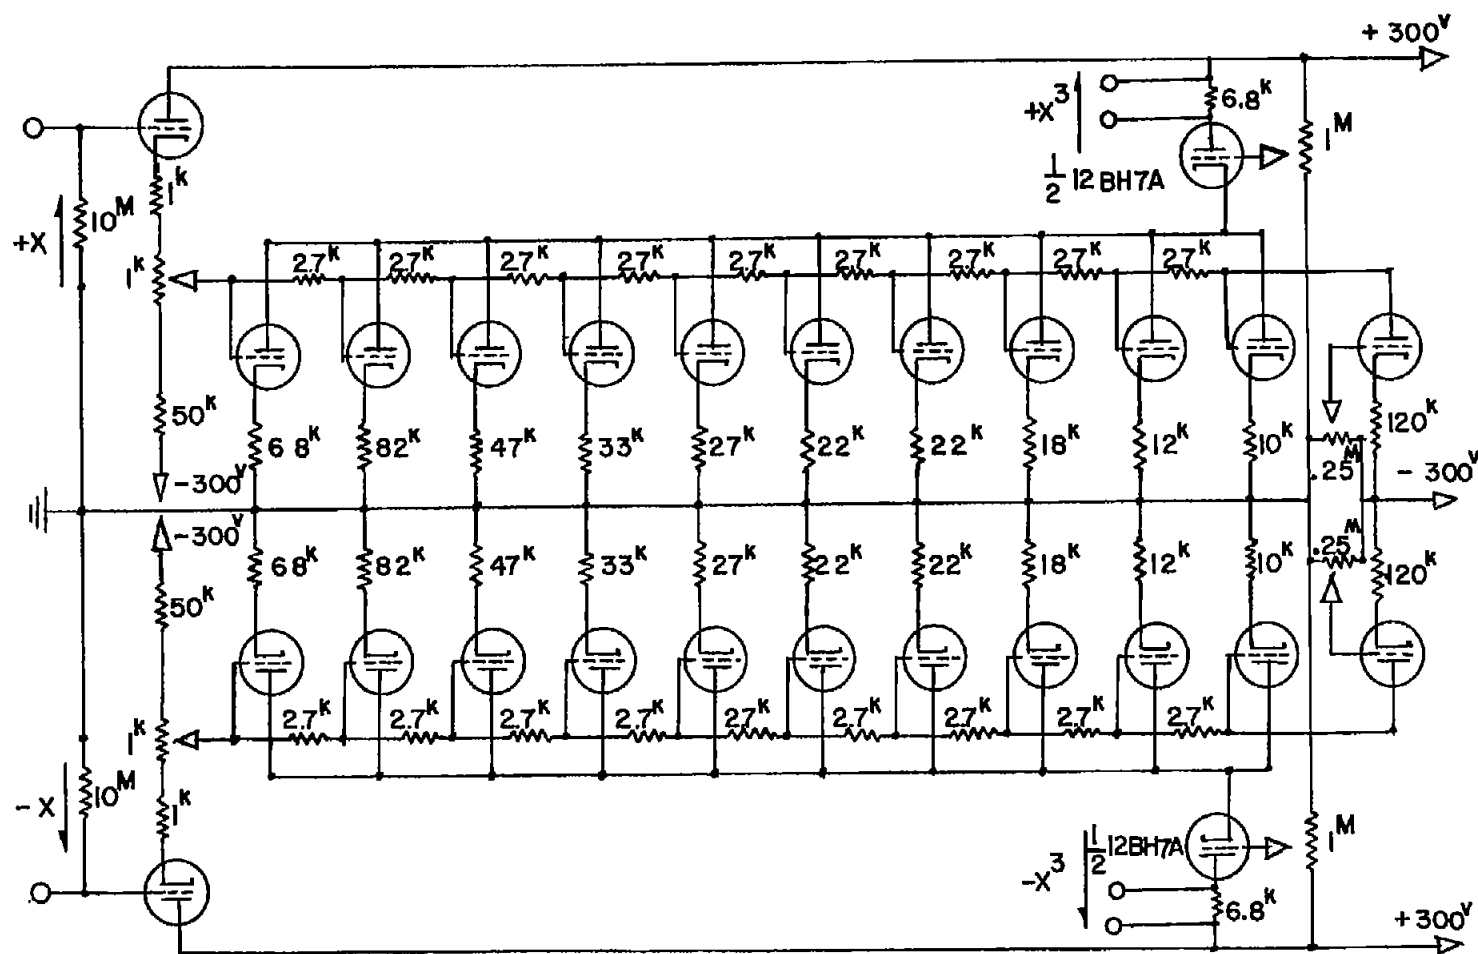 + 300V
+X³
6.8K
1M
½ 12BH7A
1K
10M
+X
1K
2.7K 2.7K 2.7K 2.7K 2.7K 2.7K 2.7K 2.7K 2.7K
50K
68K 82K 47K 33K 27K 22K 22K 18K 12K 10K
120K
.25M
-300V
- 300V
-300V
.25M
68K 82K 47K 33K 27K 22K 22K 18K 12K 10K
120K
50K
2.7K 2.7K 2.7K 2.7K 2.7K 2.7K 2.7K 2.7K 2.7K
1K
10M
-X
1K
1M
-X³
½ 12BH7A
6.8K
+300V